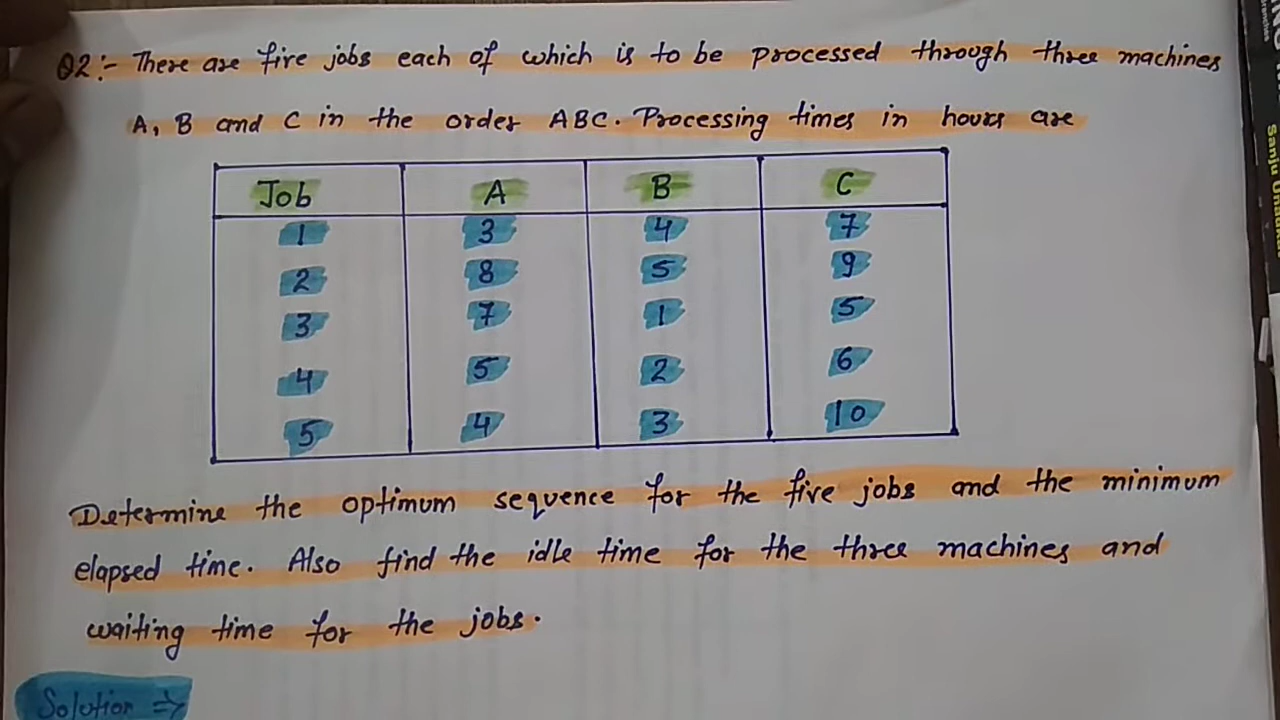 Q2:- There are five jobs each of which is to be processed through three machines
A, B and C in the order ABC. Processing times in hours are
Job A B C
1 3 4 7
2 8 5 9
3 7 1 5
4 5 2 6
5 4 3 10
Determine the optimum sequence for the five jobs and the minimum
elapsed time. Also find the idle time for the three machines and
waiting time for the jobs.
Solution ⇒